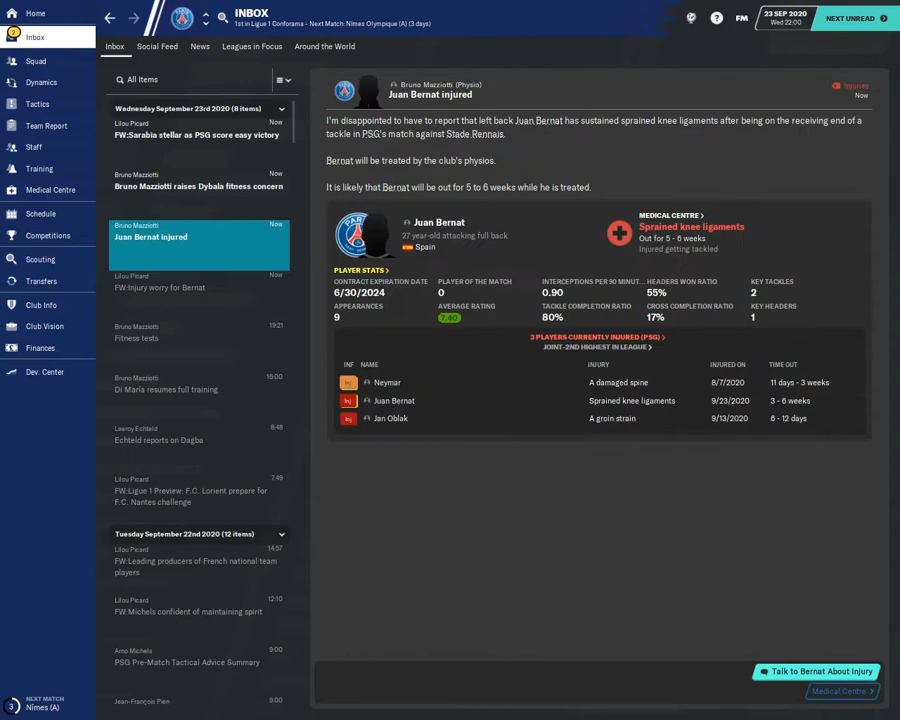 Home
2
Inbox
Squad
Dynamics
Tactics
Team Report
Staff
Training
Medical Centre
Schedule
Competitions
Scouting
Transfers
Club Info
Club Vision
Finances
Dev. Center
3
NEXT MATCH
Nîmes (A)
INBOX
1st in Ligue 1 Conforama - Next Match: Nîmes Olympique (A) (3 days)
?
FM
23 SEP 2020
Wed 22:00
NEXT UNREAD
Inbox
Social Feed
News
Leagues in Focus
Around the World
All Items
Wednesday September 23rd 2020 (8 items)
Lilou Picard
Now
FW:Sarabia stellar as PSG score easy victory
Bruno Mazziotti
Now
Bruno Mazziotti raises Dybala fitness concern
Bruno Mazziotti
Now
Juan Bernat injured
Lilou Picard
Now
FW:Injury worry for Bernat
Bruno Mazziotti
19:21
Fitness tests
Bruno Mazziotti
16:00
Di María resumes full training
Leeroy Echteld
8:48
Echteld reports on Dagba
Lilou Picard
7:49
FW:Ligue 1 Preview: F.C. Lorient prepare for
F.C. Nantes challenge
Tuesday September 22nd 2020 (12 items)
Lilou Picard
14:57
FW:Leading producers of French national team
players
Lilou Picard
12:10
FW:Michels confident of maintaining spirit
Arno Michels
9:00
PSG Pre-Match Tactical Advice Summary
Jean-François Pien
9:00
Bruno Mazziotti (Physio)
Juan Bernat injured
Injuries
Now
I'm disappointed to have to report that left back Juan Bernat has sustained sprained knee ligaments after being on the receiving end of a
tackle in PSG's match against Stade Rennais.
Bernat will be treated by the club's physios.
It is likely that Bernat will be out for 5 to 6 weeks while he is treated.
Juan Bernat
27 year-old attacking full back
Spain
MEDICAL CENTRE >
Sprained knee ligaments
Out for 5 - 6 weeks
Injured getting tackled
PLAYER STATS >
CONTRACT EXPIRATION DATE
6/30/2024
PLAYER OF THE MATCH
0
INTERCEPTIONS PER 90 MINUT...
0.90
HEADERS WON RATIO
55%
KEY TACKLES
2
APPEARANCES
9
AVERAGE RATING
7.40
TACKLE COMPLETION RATIO
80%
CROSS COMPLETION RATIO
17%
KEY HEADERS
1
3 PLAYERS CURRENTLY INJURED (PSG) >
JOINT-2ND HIGHEST IN LEAGUE >
INF NAME INJURY INJURED ON TIME OUT
Inj Neymar A damaged spine 8/7/2020 11 days - 3 weeks
Inj Juan Bernat Sprained knee ligaments 9/23/2020 3 - 6 weeks
Inj Jan Oblak A groin strain 9/13/2020 6 - 12 days
Talk to Bernat About Injury
Medical Centre >